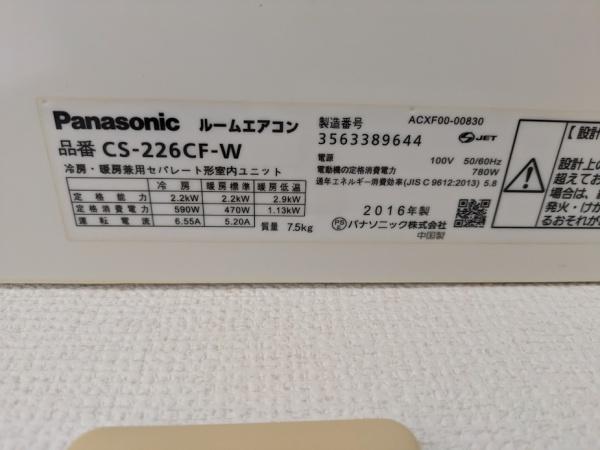 Panasonic ルームエアコン
品番 CS-226CF-W
冷房・暖房兼用セパレート形室内ユニット
冷房 暖房標準 暖房低温
定格能力 2.2kW 2.2kW 2.9kW
定格消費電力 590W 470W 1.13kW
運転電流 6.55A 5.20A
質量 7.5kg
製造番号 ACXF00-00830
3563389644 JET
電源 100V 50/60Hz
電動機の定格消費電力 780W
通年エネルギー消費効率(JIS C 9612:2013) 5.8
2016年製
PS E パナソニック株式会社
中国製
【設計
設計上の
超えてお
場合は、
発火・けか
るおそれが